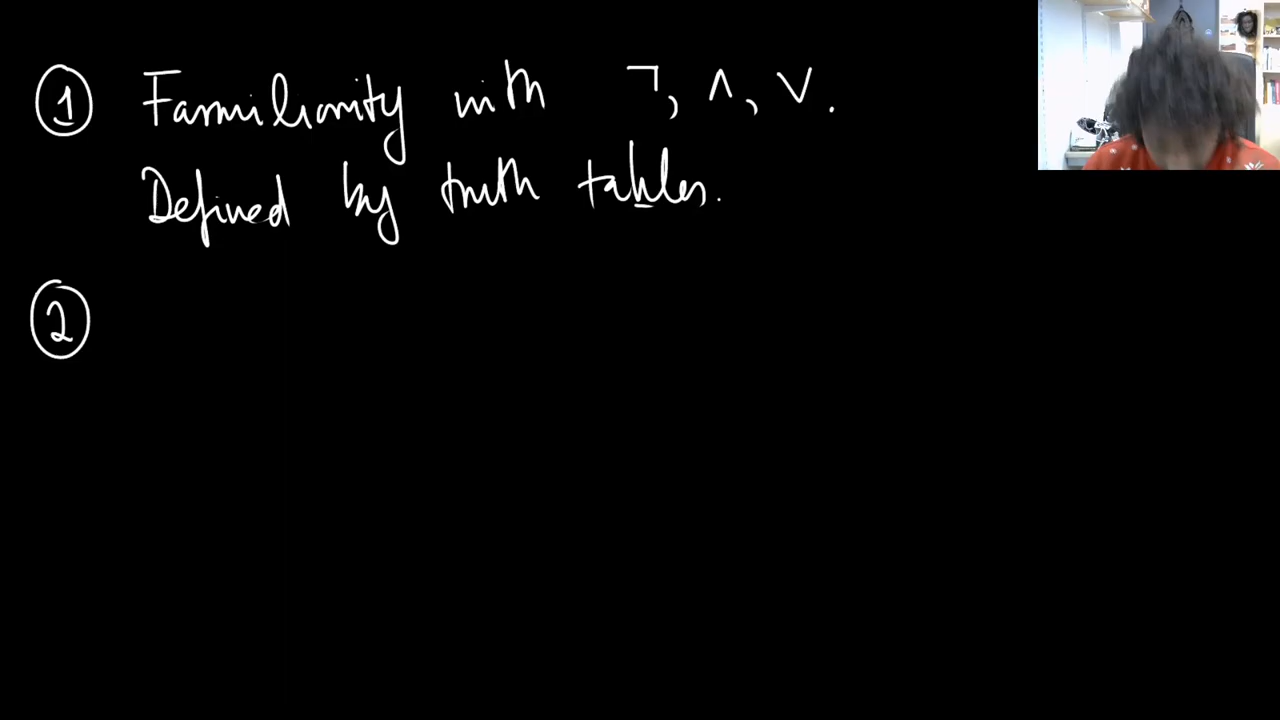 ① Familiarity with ¬, ∧, ∨.
Defined by truth tables.
②